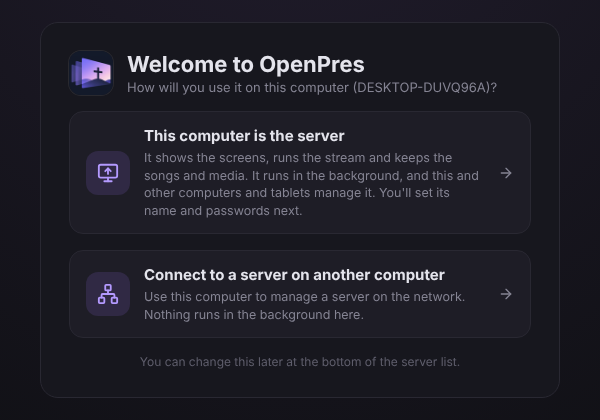 Welcome to OpenPres
How will you use it on this computer (DESKTOP-DUVQ96A)?
This computer is the server
It shows the screens, runs the stream and keeps the
songs and media. It runs in the background, and this and
other computers and tablets manage it. You'll set its
name and passwords next.
Connect to a server on another computer
Use this computer to manage a server on the network.
Nothing runs in the background here.
You can change this later at the bottom of the server list.